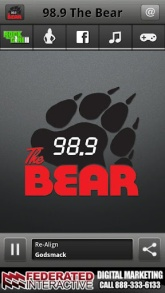 98.9 The Bear
98.9
The
BEAR
Re-Align
Godsmack
FEDERATED
INTERACTIVE
DIGITAL MARKETING
CALL 888-333-6133